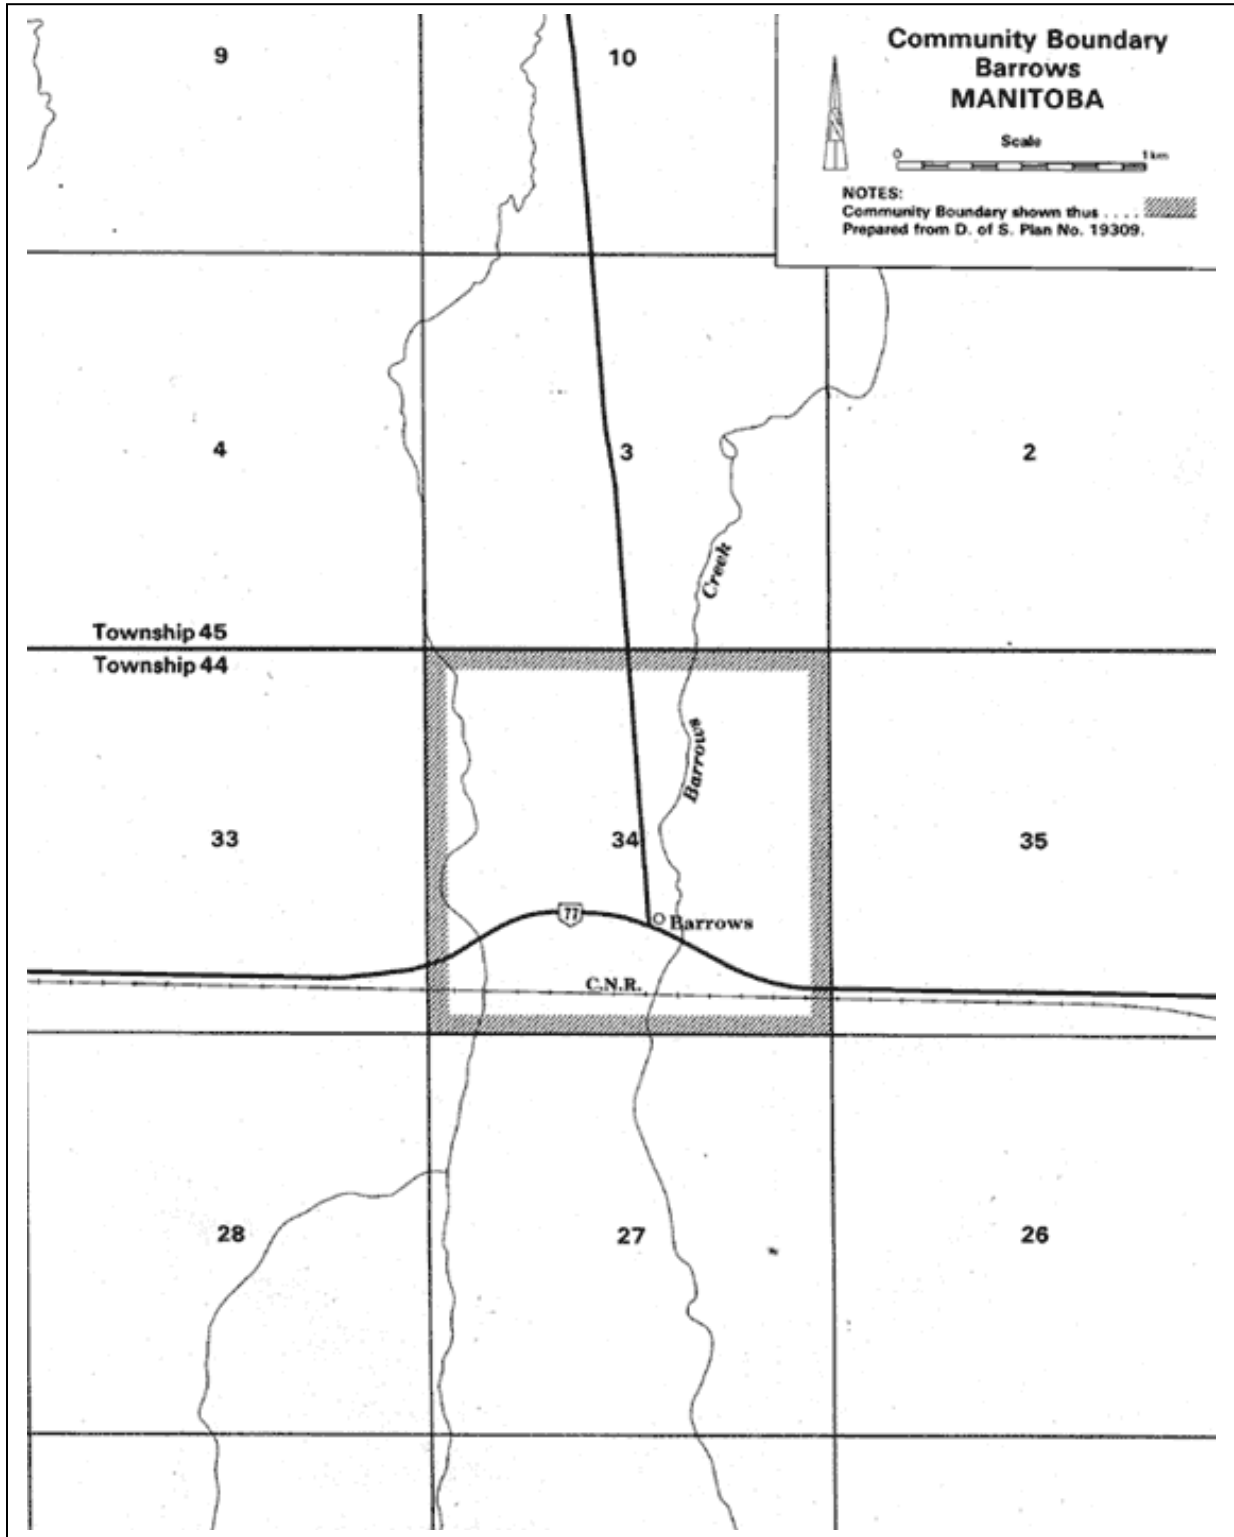 9
10
Community Boundary
Barrows
MANITOBA
Scale
0
1 km
NOTES:
Community Boundary shown thus ....
Prepared from D. of S. Plan No. 19309.
4
3
2
Creek
Township 45
Township 44
Barrows
33
34
35
77
Barrows
C.N.R.
28
27
26